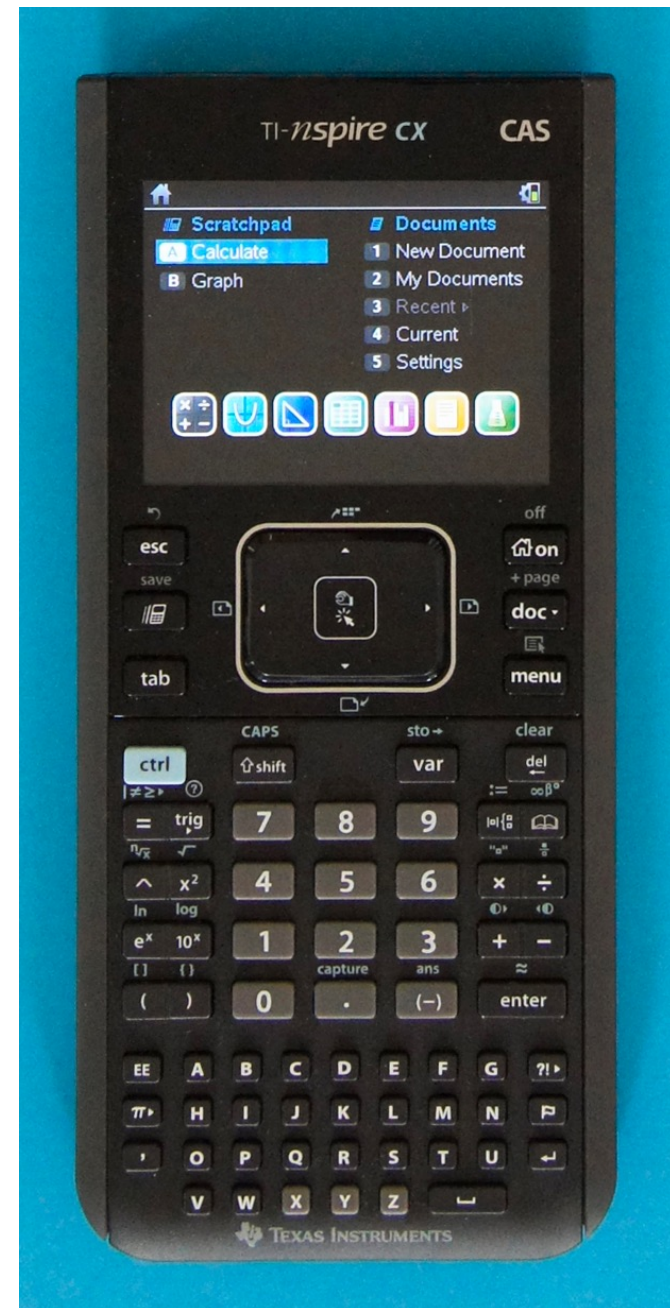 TI-nspire CX CAS
Scratchpad Documents
A Calculate 1 New Document
B Graph 2 My Documents
3 Recent ▸
4 Current
5 Settings
off
esc on
save + page
doc ▾
tab menu
CAPS sto→ clear
ctrl ⇧shift var del ←
|≠≥▸ ? := ∞β°
= trig 7 8 9 |▫|{
ⁿ√x √ "▫" ▫/▫
^ x² 4 5 6 × ÷
ln log
eˣ 10ˣ 1 2 3 + −
[ ] { } capture ans ≈
( ) 0 . (−) enter
EE A B C D E F G ?!▸
π▸ H I J K L M N
, O P Q R S T U ↵
V W X Y Z
TEXAS INSTRUMENTS